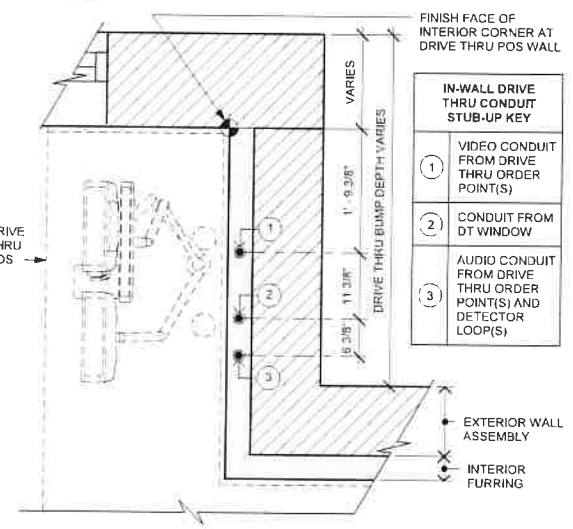 FINISH FACE OF
INTERIOR CORNER AT
DRIVE THRU POS WALL
VARIES
DRIVE THRU BUMP DEPTH VARIES
1' - 9 3/8"
11 3/8"
6 3/8"
1
2
3
IN-WALL DRIVE
THRU CONDUIT
STUB-UP KEY
1
VIDEO CONDUIT
FROM DRIVE
THRU ORDER
POINT(S)
2
CONDUIT FROM
DT WINDOW
3
AUDIO CONDUIT
FROM DRIVE
THRU ORDER
POINT(S) AND
DETECTOR
LOOP(S)
EXTERIOR WALL
ASSEMBLY
INTERIOR
FURRING